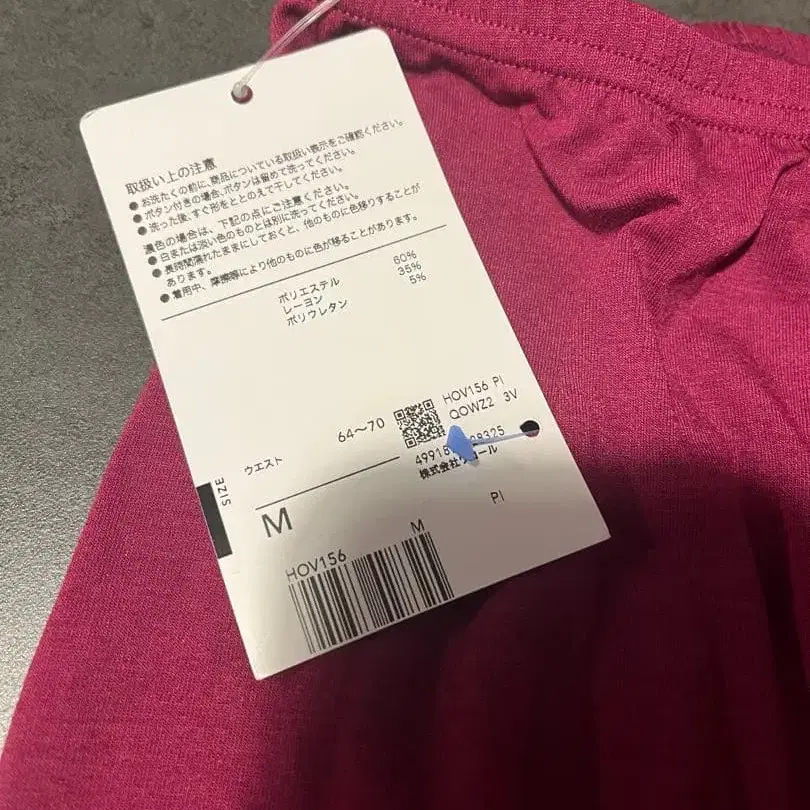 取扱い上の注意
● お洗たくの前に、商品についている取扱い表示をご確認ください。
● ボタン付きの場合、ボタンは留めて洗ってください。
● 洗った後、すぐ形をととのえて干してください。
濃色の場合は、下記の点にご注意ください。
● 白または淡い色のものとは別に洗ってください。
● 長時間濡れたままにしておくと、他のものに色移りすることが
あります。
● 着用中、摩擦等により他のものに色が移ることがあります。
ポリエステル 60%
レーヨン 35%
ポリウレタン 5%
HOV156 PI
QOWZ2 3V
ウエスト 64〜70
8325
株式会社
SIZE
M
PI
HOV156 M